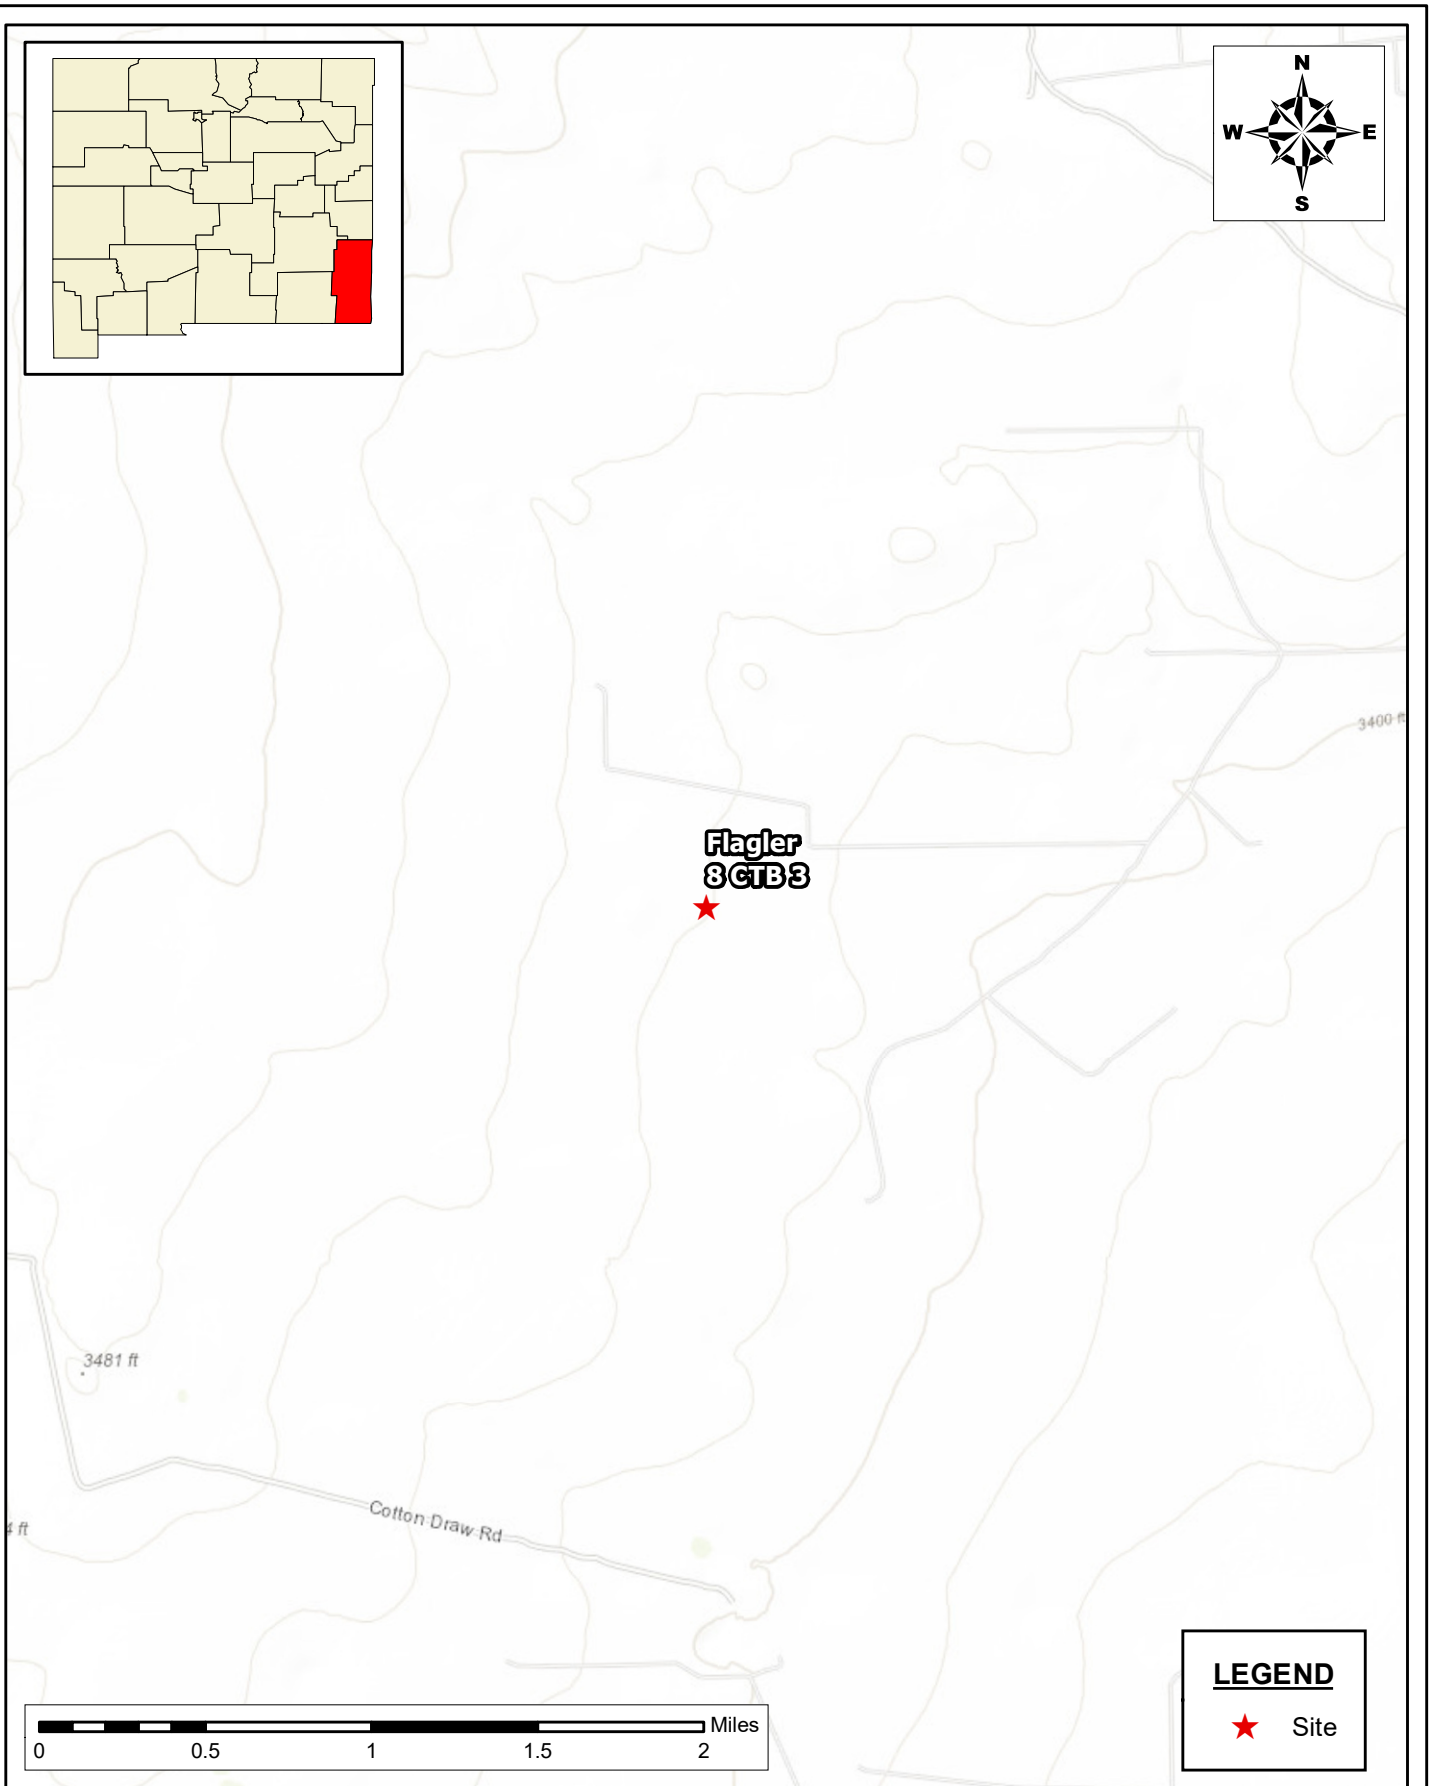 N
W E
S
3400 ft
Flagler
8 CTB 3
3481 ft
Cotton Draw Rd
4 ft
LEGEND
Site
Miles
0 0.5 1 1.5 2